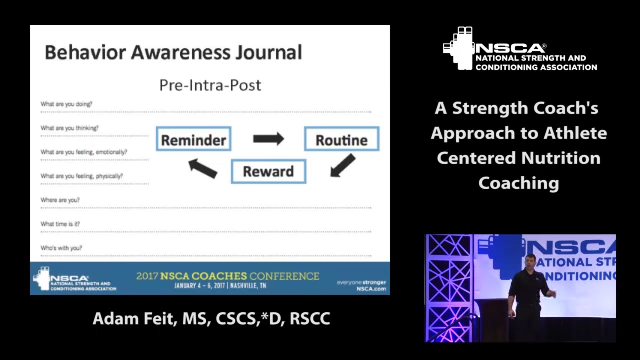 Behavior Awareness Journal
Pre-Intra-Post
What are you doing?
What are you thinking?
What are you feeling, emotionally?
What are you feeling, physically?
Where are you?
What time is it?
Who's with you?
Reminder
Routine
Reward
NSCA
NATIONAL STRENGTH AND
CONDITIONING ASSOCIATION
2017 NSCA COACHES CONFERENCE
JANUARY 4 – 6, 2017 | NASHVILLE, TN
everyone stronger
NSCA.com
Adam Feit, MS, CSCS,*D, RSCC
NSCA®
NATIONAL STRENGTH AND
CONDITIONING ASSOCIATION
A Strength Coach's
Approach to Athlete
Centered Nutrition
Coaching
NSCA
NATIONAL STRENGTH
CONDITIONING